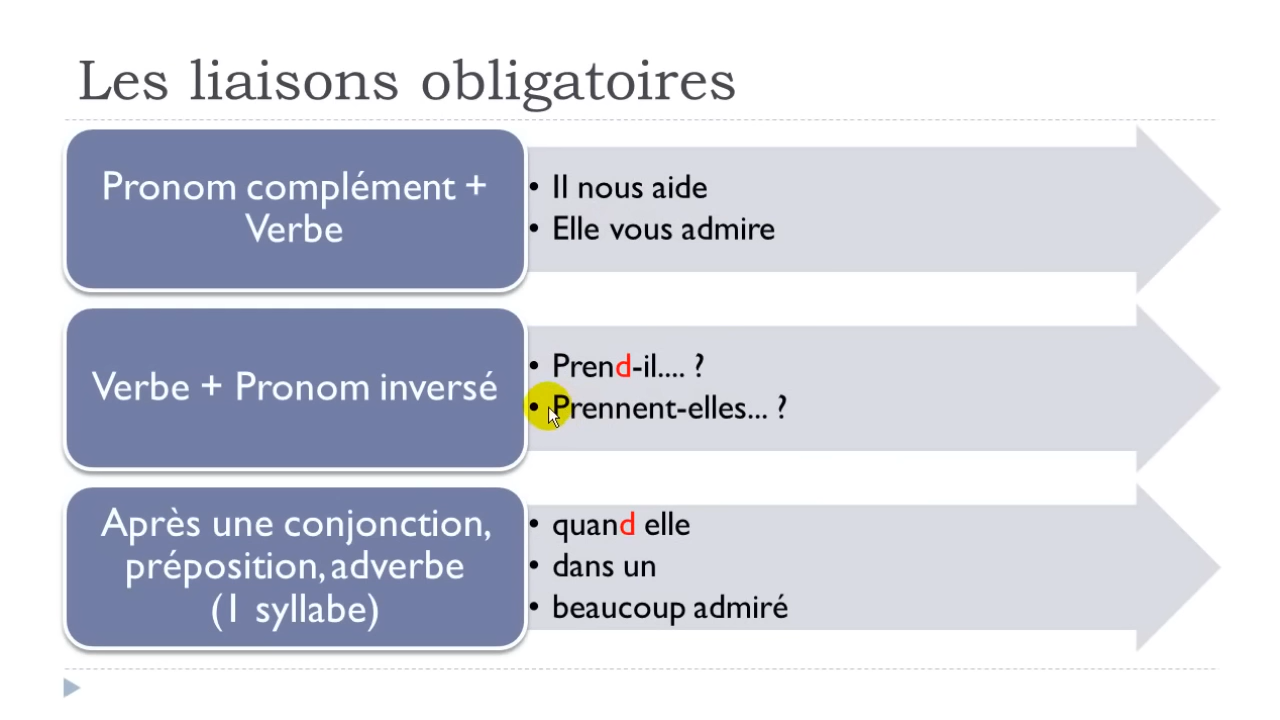 Les liaisons obligatoires
Pronom complément +
Verbe
• Il nous aide
• Elle vous admire
Verbe + Pronom inversé
• Prend-il.... ?
• Prennent-elles... ?
Après une conjonction,
préposition, adverbe
(1 syllabe)
• quand elle
• dans un
• beaucoup admiré